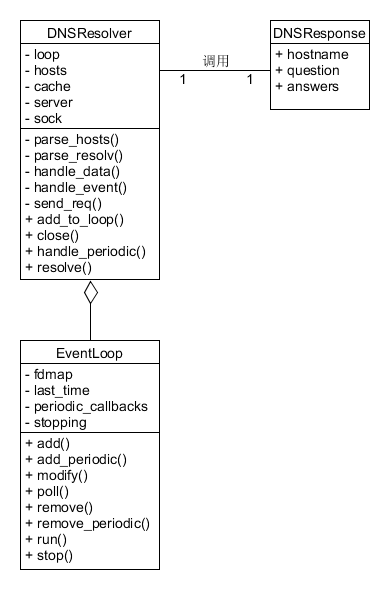 DNSResolver
- loop
- hosts
- cache
- server
- sock
- parse_hosts()
- parse_resolv()
- handle_data()
- handle_event()
- send_req()
+ add_to_loop()
+ close()
+ handle_periodic()
+ resolve()
调用
1 1
DNSResponse
+ hostname
+ question
+ answers
EventLoop
- fdmap
- last_time
- periodic_callbacks
- stopping
+ add()
+ add_periodic()
+ modify()
+ poll()
+ remove()
+ remove_periodic()
+ run()
+ stop()